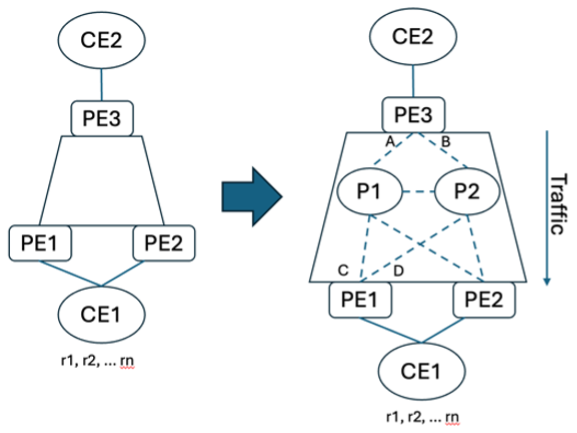 CE2
PE3
PE1
PE2
CE1
r1, r2, ... rn
CE2
PE3
A
B
P1
P2
Traffic
C
D
PE1
PE2
CE1
r1, r2, ... rn